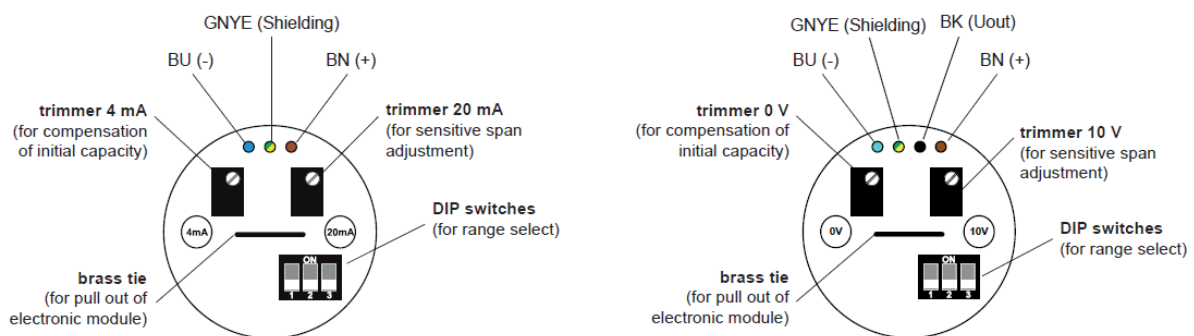 GNYE (Shielding)
BU (-)
BN (+)
trimmer 4 mA
(for compensation
of initial capacity)
trimmer 20 mA
(for sensitive span
adjustment)
4mA
20mA
DIP switches
(for range select)
ON
1 2 3
brass tie
(for pull out of
electronic module)
GNYE (Shielding)
BK (Uout)
BU (-)
BN (+)
trimmer 0 V
(for compensation of
initial capacity)
trimmer 10 V
(for sensitive span
adjustment)
0V
10V
DIP switches
(for range select)
ON
1 2 3
brass tie
(for pull out of
electronic module)